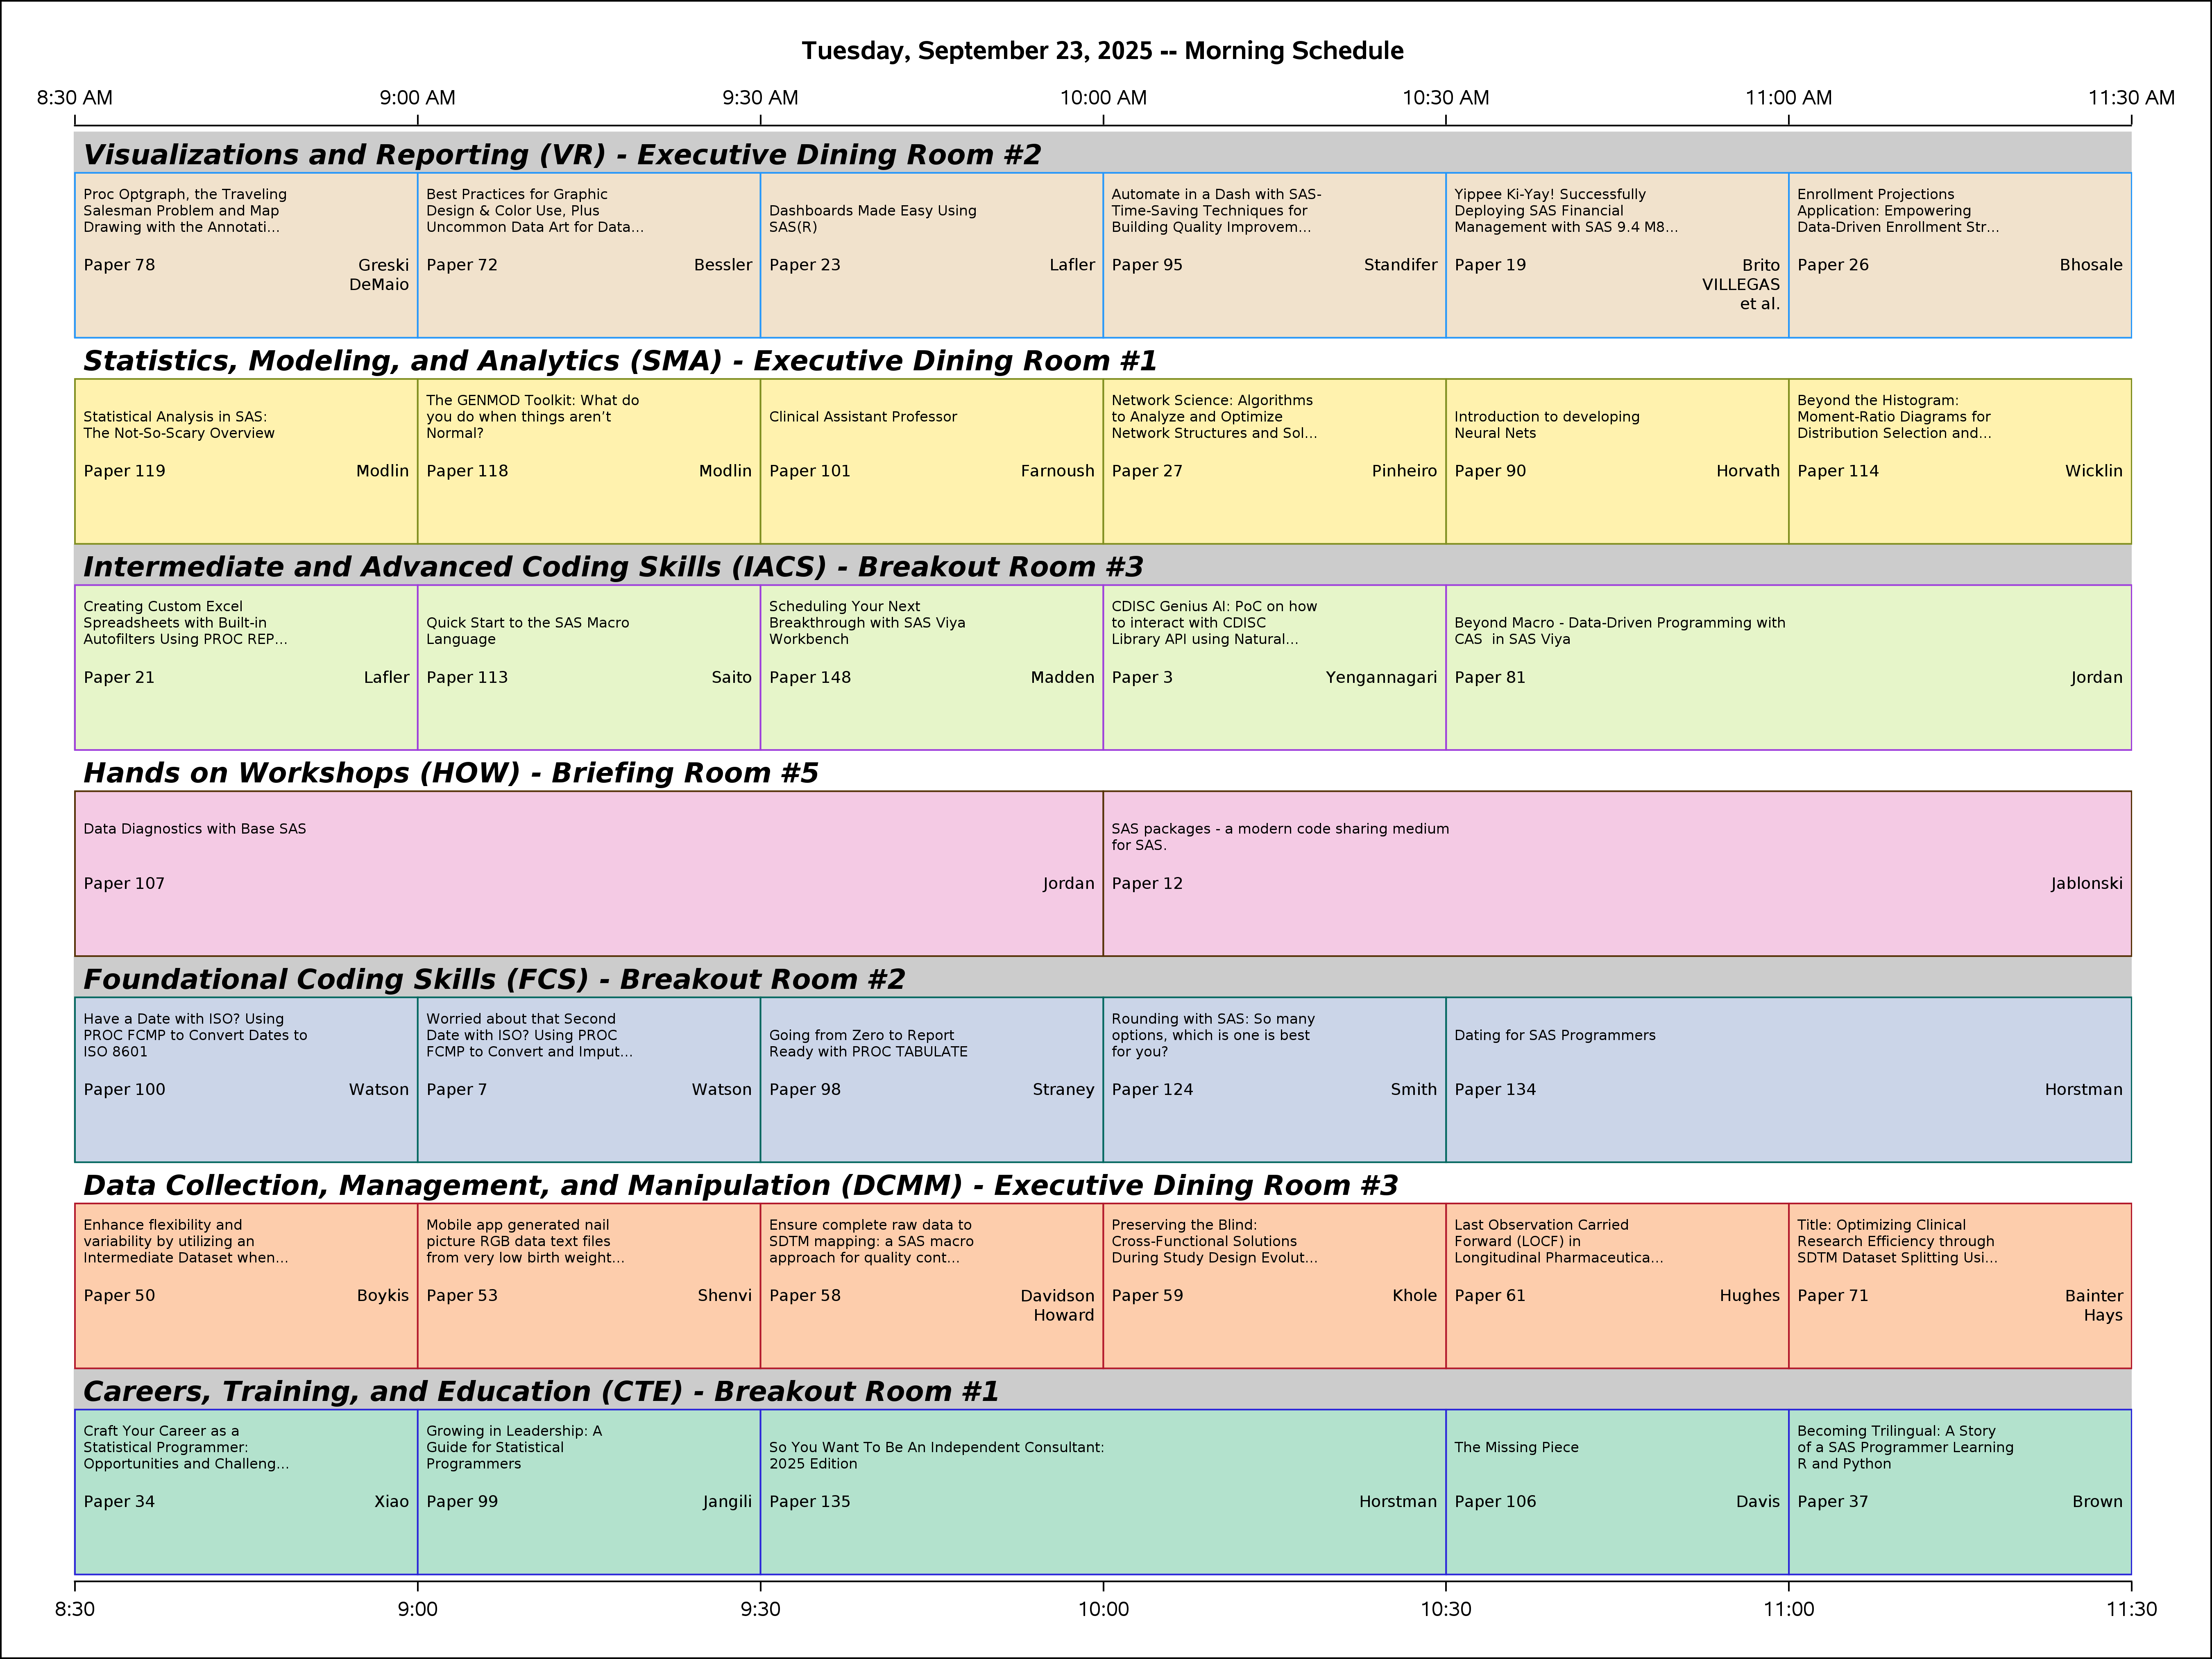 Tuesday, September 23, 2025 -- Morning Schedule
8:30 AM 9:00 AM 9:30 AM 10:00 AM 10:30 AM 11:00 AM 11:30 AM
Visualizations and Reporting (VR) - Executive Dining Room #2
Proc Optgraph, the Traveling
Salesman Problem and Map
Drawing with the Annotati...
Paper 78 Greski
DeMaio
Best Practices for Graphic
Design & Color Use, Plus
Uncommon Data Art for Data...
Paper 72 Bessler
Dashboards Made Easy Using
SAS(R)
Paper 23 Lafler
Automate in a Dash with SAS-
Time-Saving Techniques for
Building Quality Improvem...
Paper 95 Standifer
Yippee Ki-Yay! Successfully
Deploying SAS Financial
Management with SAS 9.4 M8...
Paper 19 Brito
VILLEGAS
et al.
Enrollment Projections
Application: Empowering
Data-Driven Enrollment Str...
Paper 26 Bhosale
Statistics, Modeling, and Analytics (SMA) - Executive Dining Room #1
Statistical Analysis in SAS:
The Not-So-Scary Overview
Paper 119 Modlin
The GENMOD Toolkit: What do
you do when things aren’t
Normal?
Paper 118 Modlin
Clinical Assistant Professor
Paper 101 Farnoush
Network Science: Algorithms
to Analyze and Optimize
Network Structures and Sol...
Paper 27 Pinheiro
Introduction to developing
Neural Nets
Paper 90 Horvath
Beyond the Histogram:
Moment-Ratio Diagrams for
Distribution Selection and...
Paper 114 Wicklin
Intermediate and Advanced Coding Skills (IACS) - Breakout Room #3
Creating Custom Excel
Spreadsheets with Built-in
Autofilters Using PROC REP...
Paper 21 Lafler
Quick Start to the SAS Macro
Language
Paper 113 Saito
Scheduling Your Next
Breakthrough with SAS Viya
Workbench
Paper 148 Madden
CDISC Genius AI: PoC on how
to interact with CDISC
Library API using Natural...
Paper 3 Yengannagari
Beyond Macro - Data-Driven Programming with
CAS  in SAS Viya
Paper 81 Jordan
Hands on Workshops (HOW) - Briefing Room #5
Data Diagnostics with Base SAS
Paper 107 Jordan
SAS packages - a modern code sharing medium
for SAS.
Paper 12 Jablonski
Foundational Coding Skills (FCS) - Breakout Room #2
Have a Date with ISO? Using
PROC FCMP to Convert Dates to
ISO 8601
Paper 100 Watson
Worried about that Second
Date with ISO? Using PROC
FCMP to Convert and Imput...
Paper 7 Watson
Going from Zero to Report
Ready with PROC TABULATE
Paper 98 Straney
Rounding with SAS: So many
options, which is one is best
for you?
Paper 124 Smith
Dating for SAS Programmers
Paper 134 Horstman
Data Collection, Management, and Manipulation (DCMM) - Executive Dining Room #3
Enhance flexibility and
variability by utilizing an
Intermediate Dataset when...
Paper 50 Boykis
Mobile app generated nail
picture RGB data text files
from very low birth weight...
Paper 53 Shenvi
Ensure complete raw data to
SDTM mapping: a SAS macro
approach for quality cont...
Paper 58 Davidson
Howard
Preserving the Blind:
Cross-Functional Solutions
During Study Design Evolut...
Paper 59 Khole
Last Observation Carried
Forward (LOCF) in
Longitudinal Pharmaceutica...
Paper 61 Hughes
Title: Optimizing Clinical
Research Efficiency through
SDTM Dataset Splitting Usi...
Paper 71 Bainter
Hays
Careers, Training, and Education (CTE) - Breakout Room #1
Craft Your Career as a
Statistical Programmer:
Opportunities and Challeng...
Paper 34 Xiao
Growing in Leadership: A
Guide for Statistical
Programmers
Paper 99 Jangili
So You Want To Be An Independent Consultant:
2025 Edition
Paper 135 Horstman
The Missing Piece
Paper 106 Davis
Becoming Trilingual: A Story
of a SAS Programmer Learning
R and Python
Paper 37 Brown
8:30 9:00 9:30 10:00 10:30 11:00 11:30